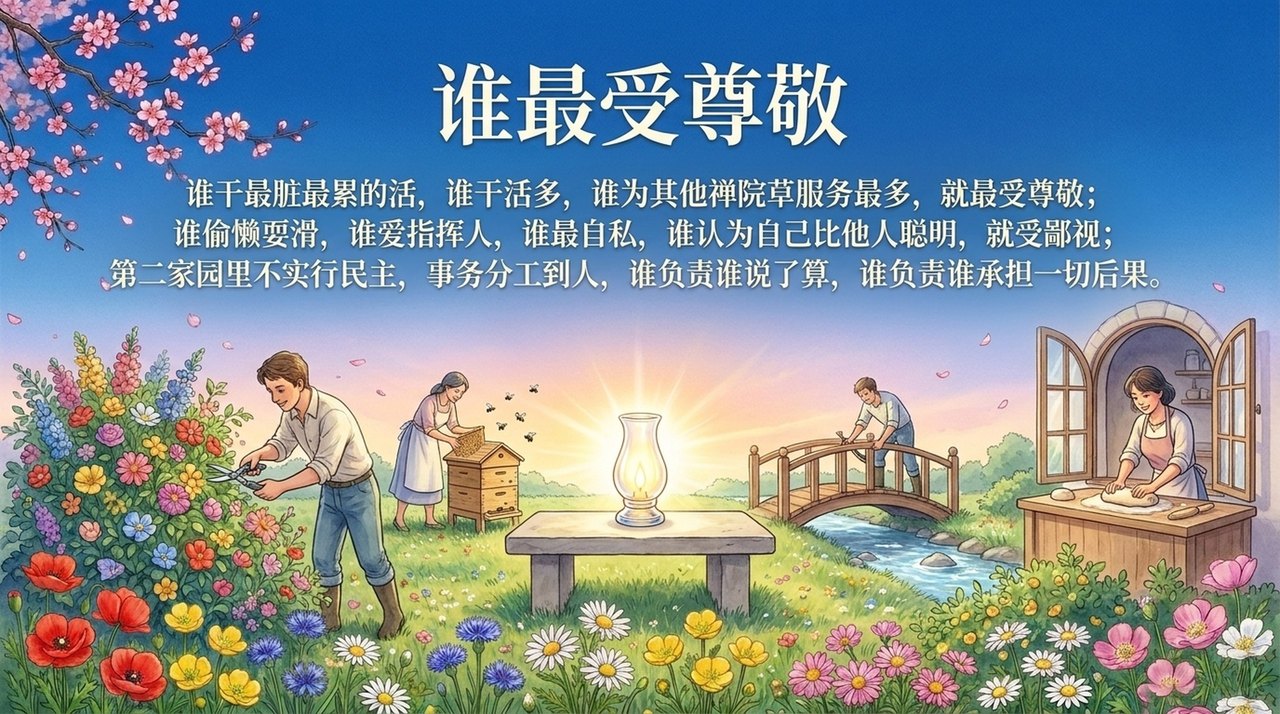 谁最受尊敬
谁干最脏最累的活，谁干活多，谁为其他禅院草服务最多，就最受尊敬；
谁偷懒耍滑，谁爱指挥人，谁最自私，谁认为自己比他人聪明，就受鄙视；
第二家园里不实行民主，事务分工到人，谁负责谁说了算，谁负责谁承担一切后果。